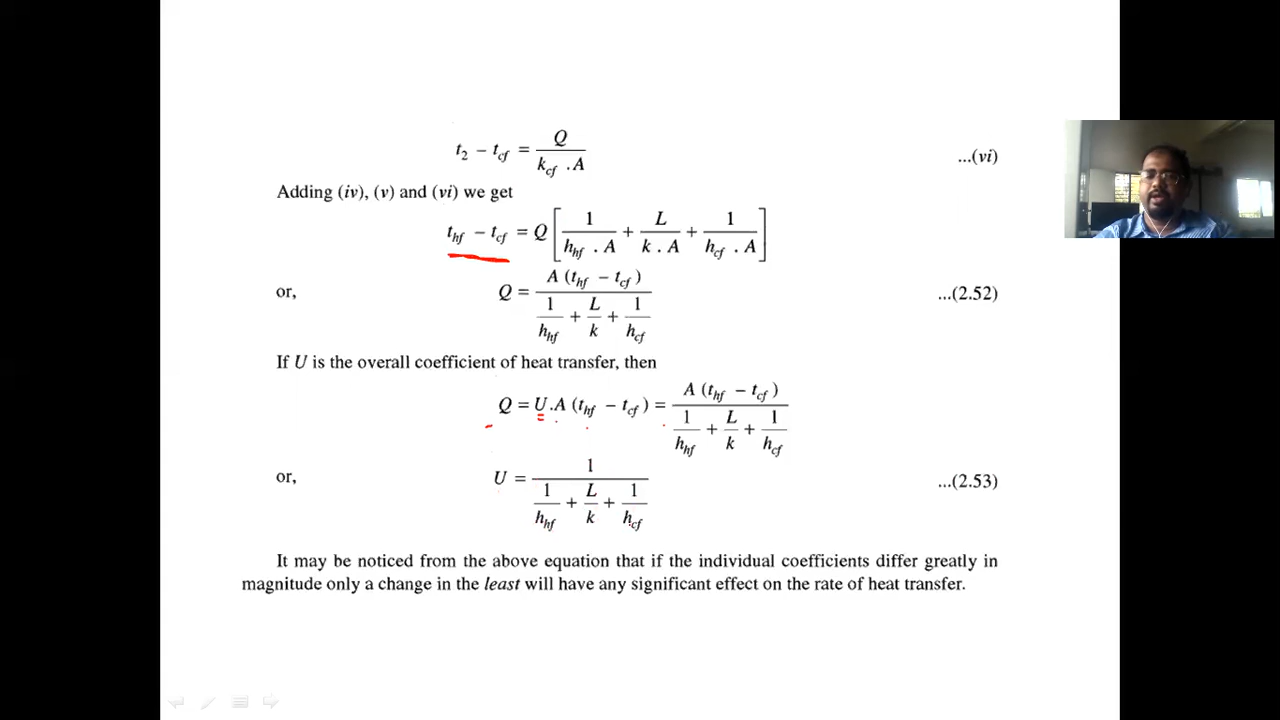 t₂ − t_cf = Q / (k_cf . A) ...(vi)
Adding (iv), (v) and (vi) we get
t_hf − t_cf = Q [ 1 / (h_hf . A) + L / (k . A) + 1 / (h_cf . A) ]
or, Q = A (t_hf − t_cf) / (1/h_hf + L/k + 1/h_cf) ...(2.52)
If U is the overall coefficient of heat transfer, then
Q = U.A (t_hf − t_cf) = A (t_hf − t_cf) / (1/h_hf + L/k + 1/h_cf)
or, U = 1 / (1/h_hf + L/k + 1/h_cf) ...(2.53)
It may be noticed from the above equation that if the individual coefficients differ greatly in
magnitude only a change in the least will have any significant effect on the rate of heat transfer.